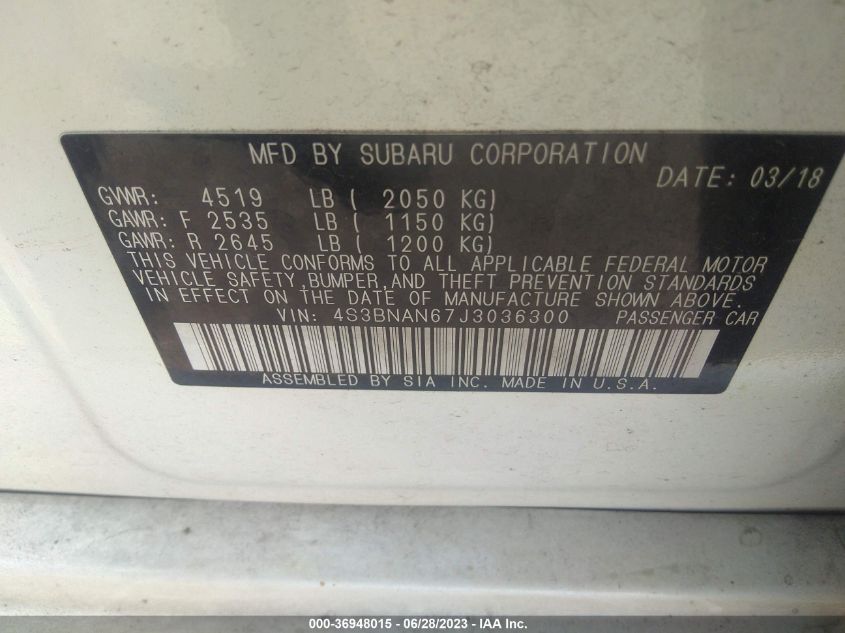 MFD BY SUBARU CORPORATION
DATE: 03/18
GVWR: 4519 LB ( 2050 KG)
GAWR: F 2535 LB ( 1150 KG)
GAWR: R 2645 LB ( 1200 KG)
THIS VEHICLE CONFORMS TO ALL APPLICABLE FEDERAL MOTOR
VEHICLE SAFETY,BUMPER,AND THEFT PREVENTION STANDARDS
IN EFFECT ON THE DATE OF MANUFACTURE SHOWN ABOVE.
VIN: 4S3BNAN67J3036300 PASSENGER CAR
ASSEMBLED BY SIA INC. MADE IN U.S.A.
000-36948015 - 06/28/2023 - IAAI Inc.